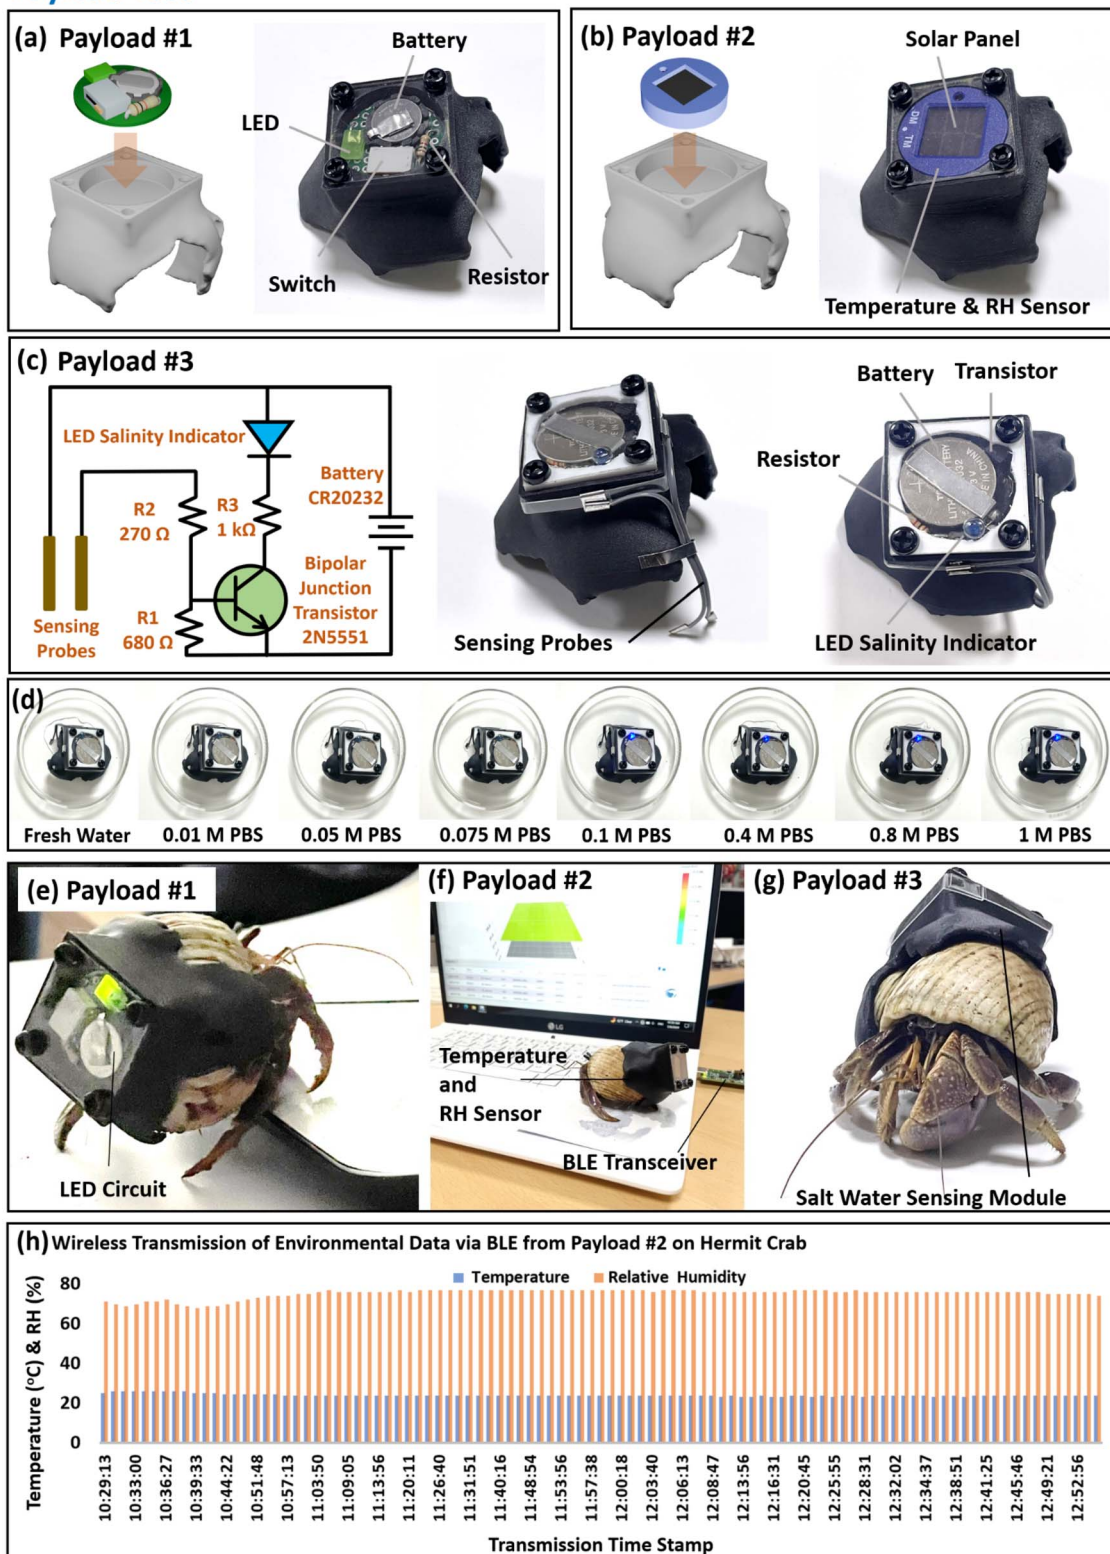 (a) Payload #1
Battery
LED
Switch
Resistor
(b) Payload #2
Solar Panel
DM TM
Temperature & RH Sensor
(c) Payload #3
LED Salinity Indicator
Battery
CR20232
R2
270 Ω
R3
1 kΩ
Bipolar
Junction
Transistor
2N5551
R1
680 Ω
Sensing
Probes
Sensing Probes
Battery
Transistor
Resistor
LED Salinity Indicator
(d)
Fresh Water
0.01 M PBS
0.05 M PBS
0.075 M PBS
0.1 M PBS
0.4 M PBS
0.8 M PBS
1 M PBS
(e) Payload #1
LED Circuit
(f) Payload #2
LG
Temperature
and
RH Sensor
BLE Transceiver
(g) Payload #3
Salt Water Sensing Module
(h) Wireless Transmission of Environmental Data via BLE from Payload #2 on Hermit Crab
Temperature
Relative Humidity
Temperature (°C) & RH (%)
80
60
40
20
0
10:29:13
10:33:00
10:36:27
10:39:33
10:44:22
10:51:48
10:57:13
11:03:50
11:09:05
11:13:56
11:20:11
11:26:40
11:31:51
11:40:16
11:48:54
11:53:56
11:57:38
12:00:18
12:03:40
12:06:13
12:08:47
12:13:56
12:16:31
12:20:45
12:25:55
12:28:31
12:32:02
12:34:37
12:38:51
12:41:25
12:45:46
12:49:21
12:52:56
Transmission Time Stamp